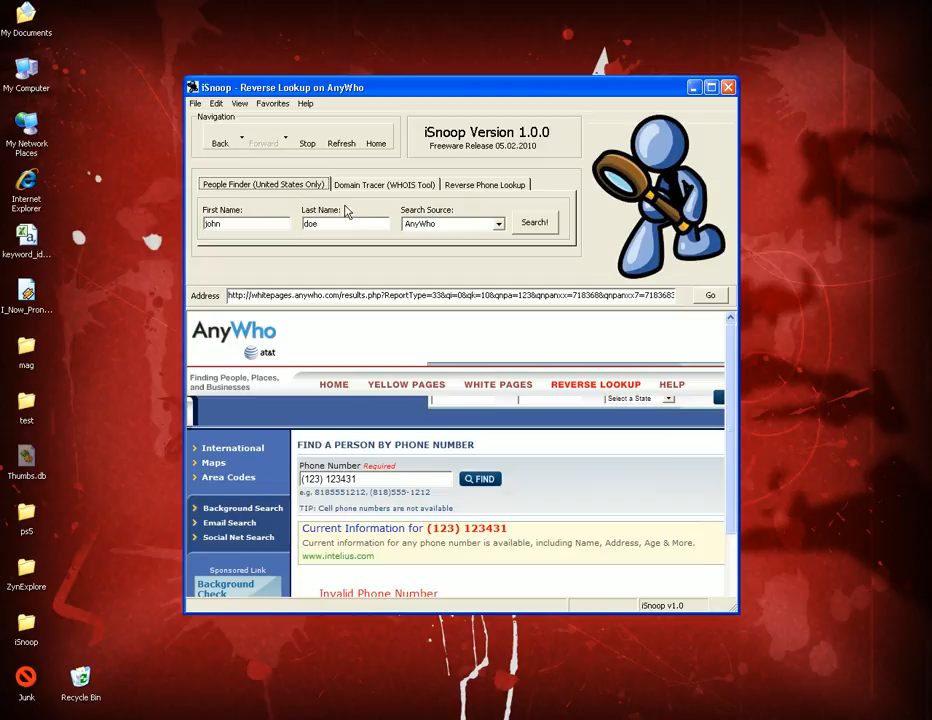 My Documents
My Computer
My Network
Places
Internet
Explorer
keyword_id...
I_Now_Pron...
mag
test
Thumbs.db
ps5
ZynExplore
iSnoop
Junk
Recycle Bin
iSnoop - Reverse Lookup on AnyWho
File Edit View Favorites Help
Navigation
Back Forward Stop Refresh Home
iSnoop Version 1.0.0
Freeware Release 05.02.2010
People Finder (United States Only) Domain Tracer (WHOIS Tool) Reverse Phone Lookup
First Name: Last Name: Search Source:
john doe AnyWho Search!
Address http://whitepages.anywho.com/results.php?ReportType=33&qi=0&qk=10&qnpa=123&qnpanxx=718368&qnpanxx7=7183683 Go
AnyWho
at&t
Finding People, Places,
and Businesses
HOME YELLOW PAGES WHITE PAGES REVERSE LOOKUP HELP
Select a State
International
Maps
Area Codes
Background Search
Email Search
Social Net Search
Sponsored Link
Background
Check
FIND A PERSON BY PHONE NUMBER
Phone Number Required
(123) 123431 FIND
e.g. 8185551212, (818)555-1212
TIP: Cell phone numbers are not available
Current Information for (123) 123431
Current information for any phone number is available, including Name, Address, Age & More.
www.intelius.com
Invalid Phone Number
iSnoop v1.0